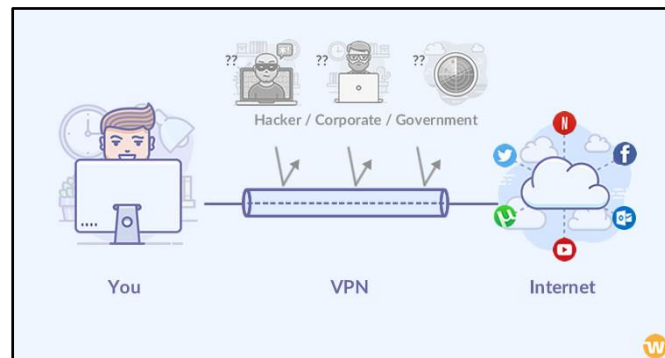 ?? ?? ??
Hacker / Corporate / Government
N
f
You VPN Internet
W